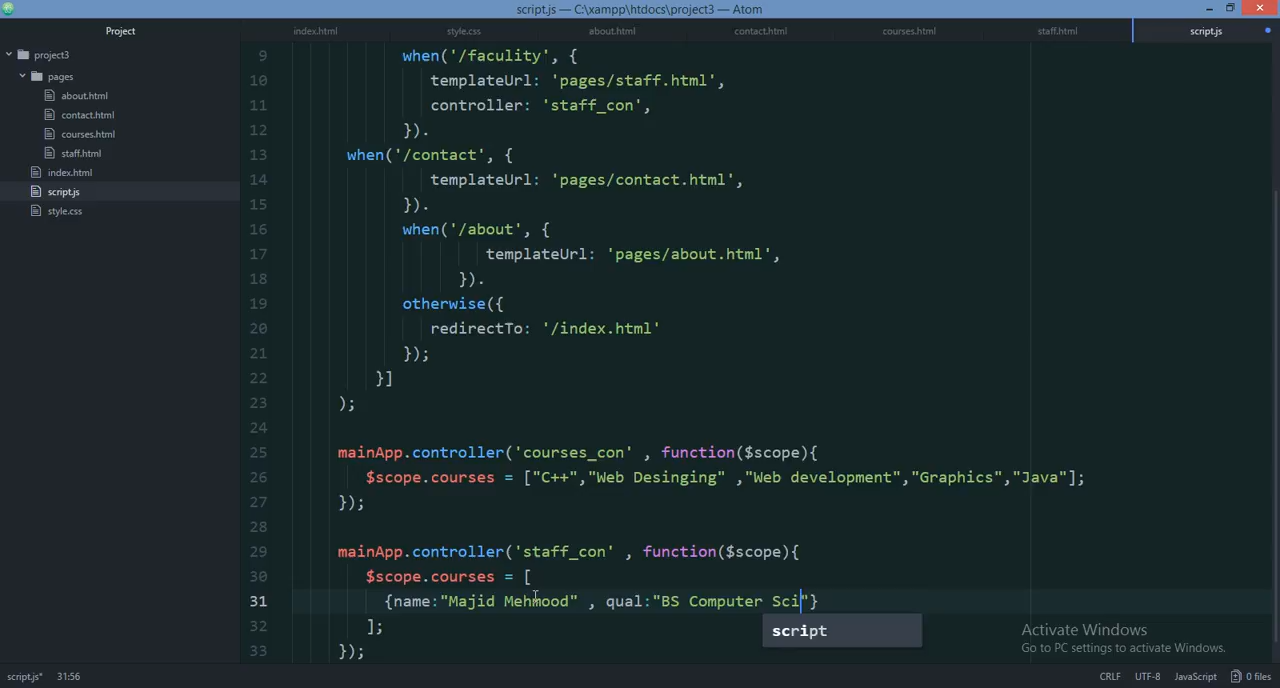 script.js — C:\xampp\htdocs\project3 — Atom
Project
index.html style.css about.html contact.html courses.html staff.html script.js
project3
pages
about.html
contact.html
courses.html
staff.html
index.html
script.js
style.css
9 when('/faculity', {
10 templateUrl: 'pages/staff.html',
11 controller: 'staff_con',
12 }).
13 when('/contact', {
14 templateUrl: 'pages/contact.html',
15 }).
16 when('/about', {
17 templateUrl: 'pages/about.html',
18 }).
19 otherwise({
20 redirectTo: '/index.html'
21 });
22 }]
23 );
24
25 mainApp.controller('courses_con' , function($scope){
26 $scope.courses = ["C++","Web Desinging" ,"Web development","Graphics","Java"];
27 });
28
29 mainApp.controller('staff_con' , function($scope){
30 $scope.courses = [
31 {name:"Majid Mehmood" , qual:"BS Computer Sci"}
32 ];
33 });
script
Activate Windows
Go to PC settings to activate Windows.
script.js* 31:56 CRLF UTF-8 JavaScript 0 files